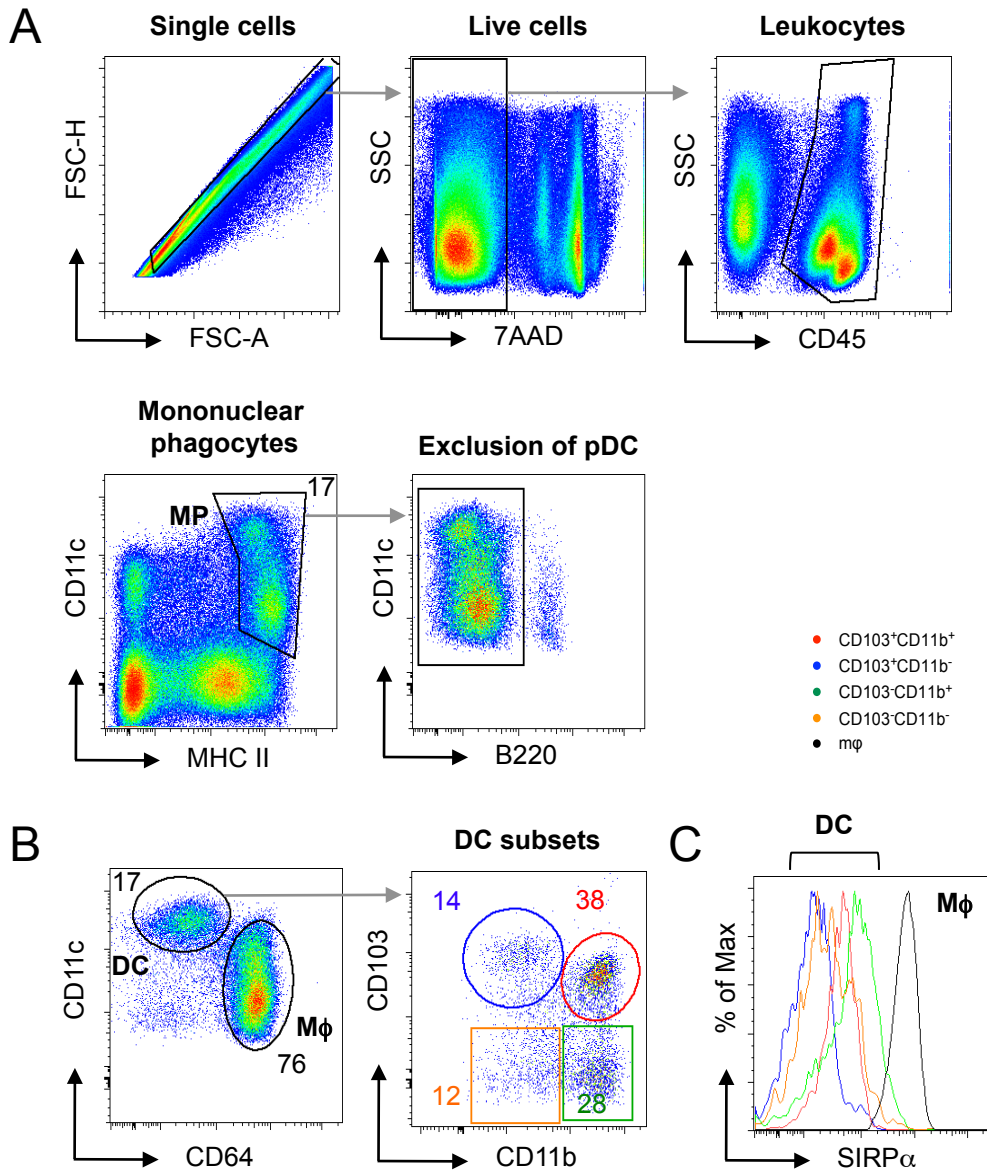 A
Single cells
Live cells
Leukocytes
FSC-H
FSC-A
SSC
7AAD
SSC
CD45
Mononuclear
phagocytes
Exclusion of pDC
MP
17
CD11c
MHC II
CD11c
B220
CD103⁺CD11b⁺
CD103⁺CD11b⁻
CD103⁻CD11b⁺
CD103⁻CD11b⁻
mφ
B
DC subsets
C
17
DC
CD11c
Mϕ
76
CD64
14
38
CD103
12
28
CD11b
DC
Mϕ
% of Max
SIRPα